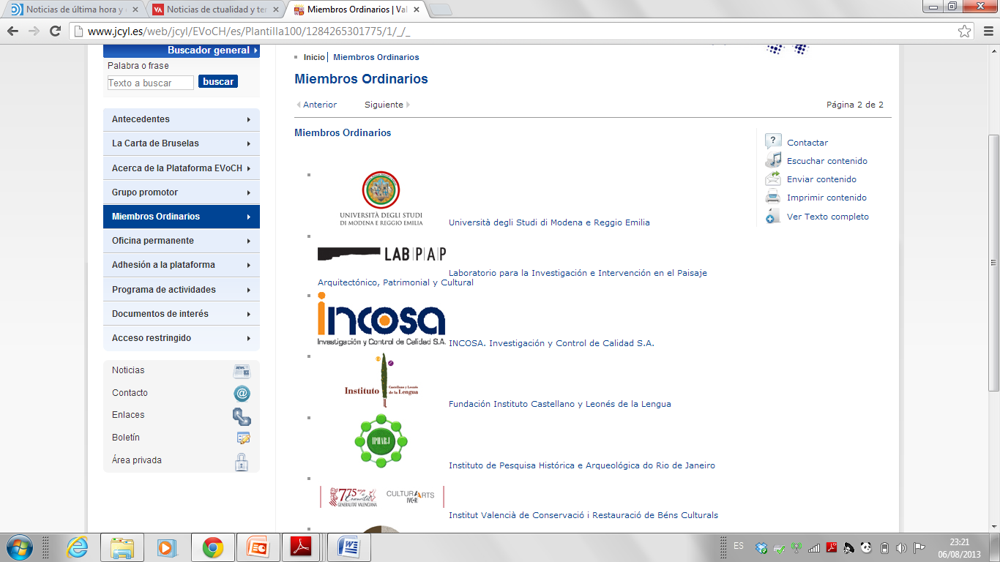 Noticias de última hora y
Noticias de ctualidad y ter
Miembros Ordinarios | Val
www.jcyl.es/web/jcyl/EVoCH/es/Plantilla100/1284265301775/1/_/_
Buscador general
Palabra o frase
Texto a buscar buscar
Antecedentes
La Carta de Bruselas
Acerca de la Plataforma EVoCH
Grupo promotor
Miembros Ordinarios
Oficina permanente
Adhesión a la plataforma
Programa de actividades
Documentos de interés
Acceso restringido
Noticias
Contacto
Enlaces
Boletín
Área privada
Inicio | Miembros Ordinarios
Miembros Ordinarios
Anterior Siguiente Página 2 de 2
Miembros Ordinarios
UNIVERSITÀ DEGLI STUDI
DI MODENA E REGGIO EMILIA
Università degli Studi di Modena e Reggio Emilia
LAB|P|A|P
Laboratorio para la Investigación e Intervención en el Paisaje
Arquitectónico, Patrimonial y Cultural
incosa
Investigación y Control de Calidad S.A.
INCOSA. Investigación y Control de Calidad S.A.
Instituto Castellano y Leonés
de la Lengua
Fundación Instituto Castellano y Leonés de la Lengua
IPHARJ
Instituto de Pesquisa Histórica e Arqueológica do Rio de Janeiro
775
GENERALITAT VALENCIANA
CULTURARTS
IVC+R
Institut Valencià de Conservació i Restauració de Béns Culturals
Contactar
Escuchar contenido
Enviar contenido
Imprimir contenido
Ver Texto completo
ES
23:21
06/08/2013